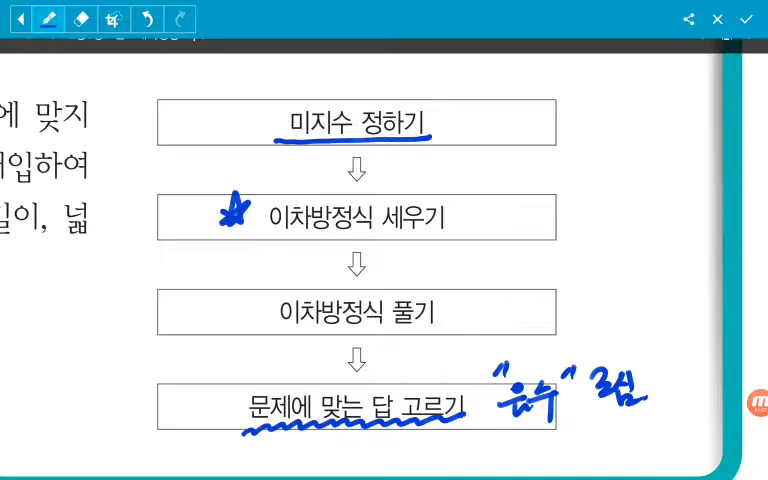 에 맞지
입하여
이, 넓
미지수 정하기
이차방정식 세우기
이차방정식 풀기
문제에 맞는 답 고르기
"음수"